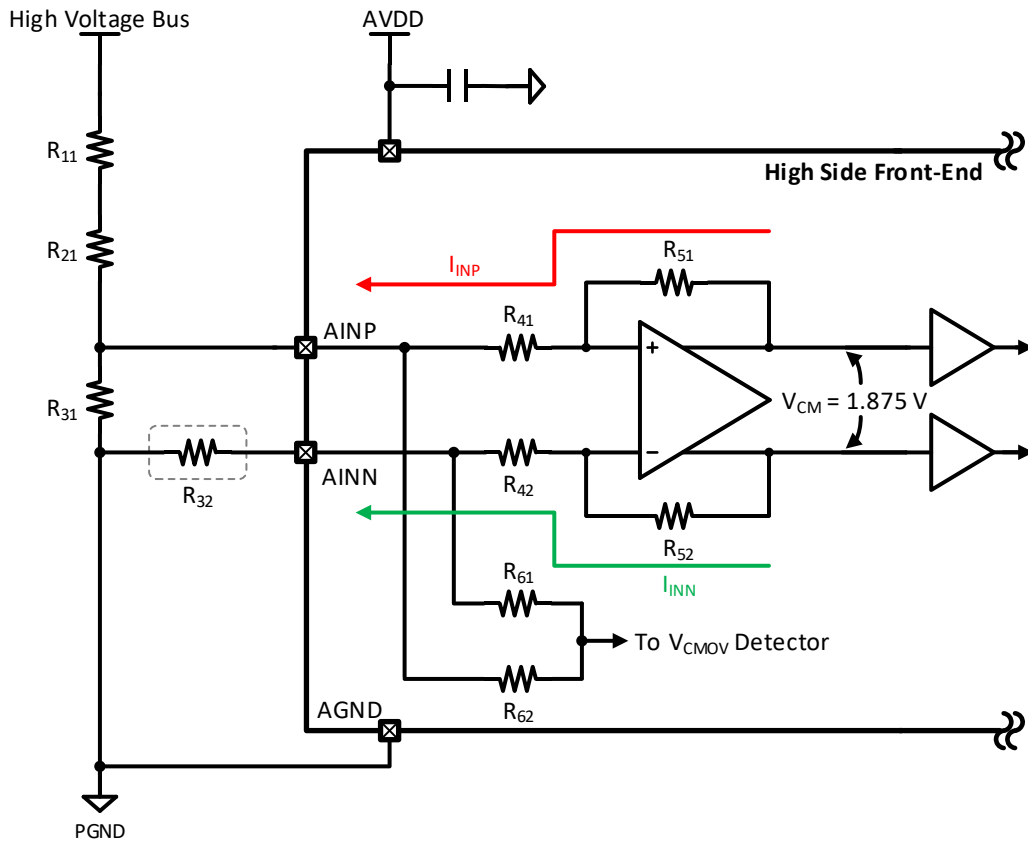 High Voltage Bus
AVDD
R11
High Side Front-End
R21
IINP
R51
AINP
R41
R31
VCM = 1.875 V
R32
AINN
R42
R52
R61
IINN
To VCMOV Detector
R62
AGND
PGND